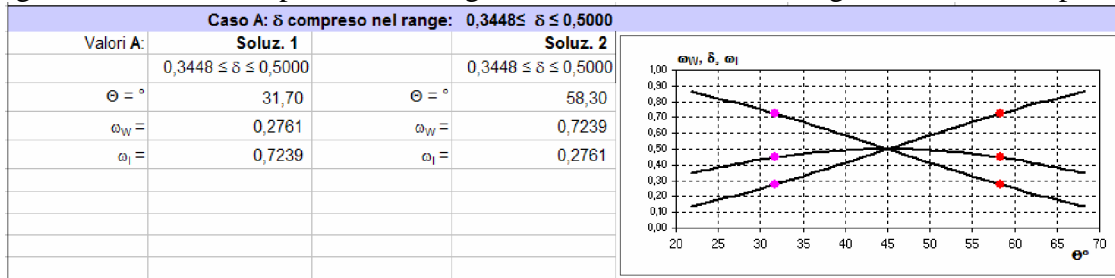 Caso A: δ compreso nel range: 0,3448≤ δ ≤ 0,5000
Valori A: Soluz. 1 Soluz. 2
0,3448 ≤ δ ≤ 0,5000 0,3448 ≤ δ ≤ 0,5000
Θ = ° 31,70 Θ = ° 58,30
ωW = 0,2761 ωW = 0,7239
ωI = 0,7239 ωI = 0,2761
ωW, δ, ωI
1,00
0,90
0,80
0,70
0,60
0,50
0,40
0,30
0,20
0,10
0,00
20 25 30 35 40 45 50 55 60 65 70
Θ°